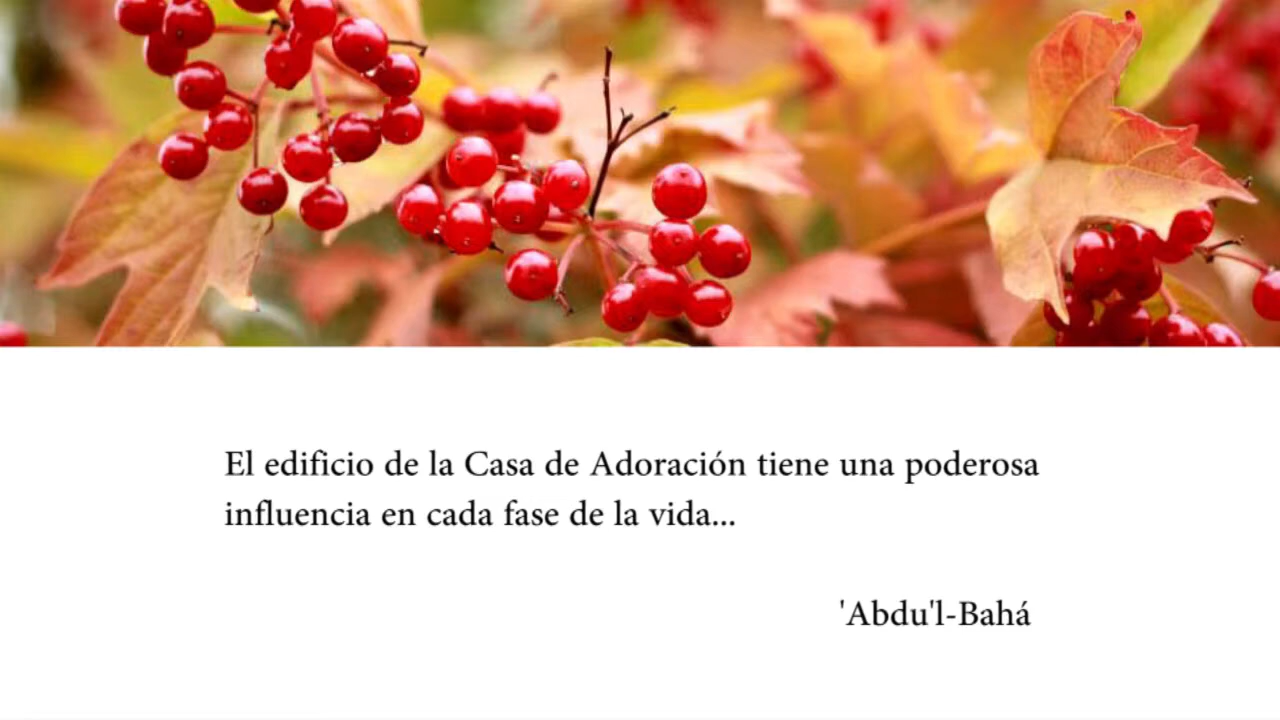 El edificio de la Casa de Adoración tiene una poderosa
influencia en cada fase de la vida...
'Abdu'l-Bahá